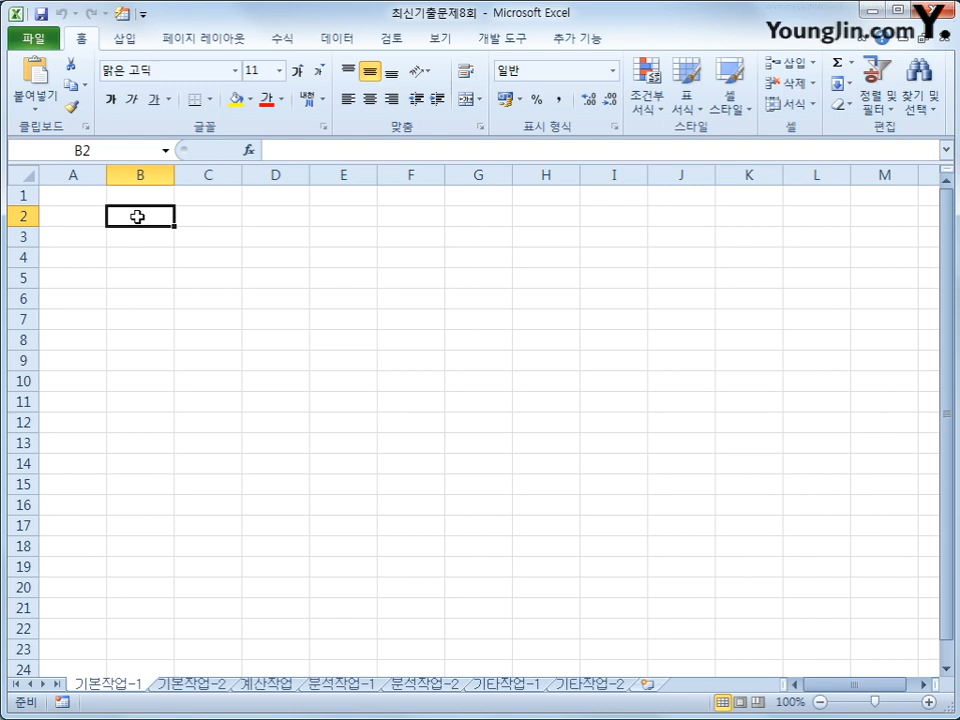 최신기출문제8회 - Microsoft Excel
Younglin.com Y.
파일 홈 삽입 페이지 레이아웃 수식 데이터 검토 보기 개발 도구 추가 기능
붙여넣기
클립보드
맑은 고딕 11
가 가 가 가 가 가 내천
글꼴
맞춤
일반
% ,
표시 형식
조건부 서식
표 서식
셀 스타일
스타일
삽입
삭제
서식
셀
Σ
정렬 및 필터
찾기 및 선택
편집
B2 fx
A B C D E F G H I J K L M
1
2
3
4
5
6
7
8
9
10
11
12
13
14
15
16
17
18
19
20
21
22
23
24
기본작업-1 기본작업-2 계산작업 분석작업-1 분석작업-2 기타작업-1 기타작업-2
준비 100%